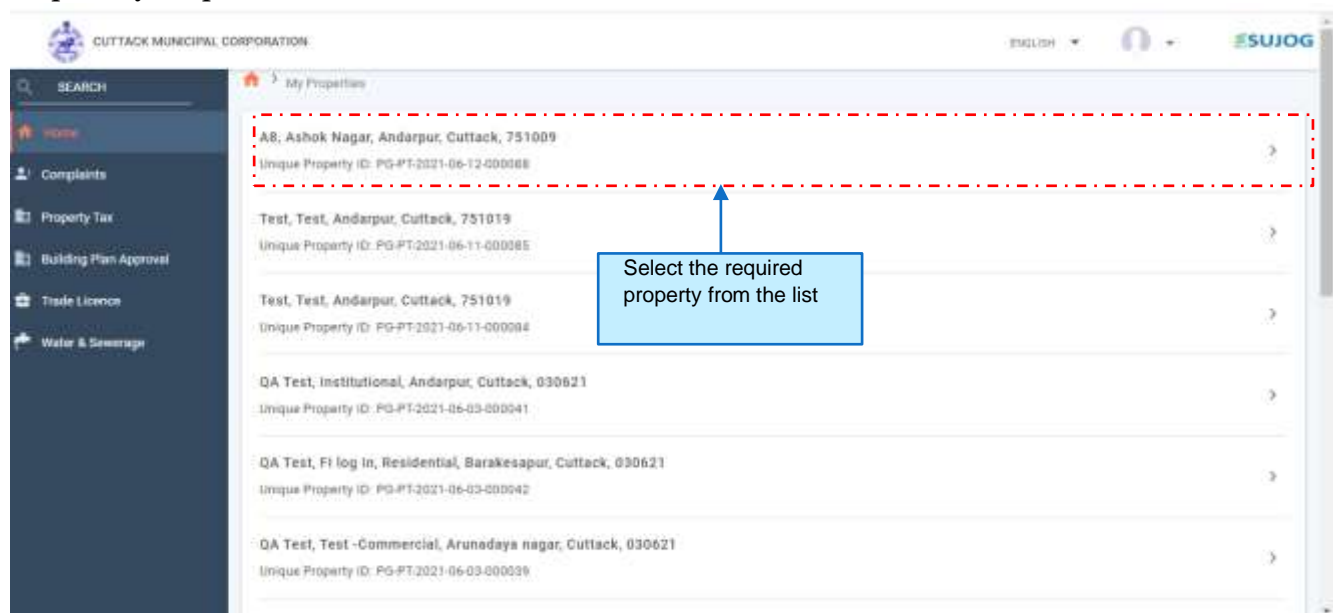 CUTTACK MUNICIPAL CORPORATION
ENGLISH
SUJOG
SEARCH
Home
Complaints
Property Tax
Building Plan Approval
Trade Licence
Water & Sewerage
My Properties
A8, Ashok Nagar, Andarpur, Cuttack, 751009
Unique Property ID: PG-PT-2021-06-12-000088
Test, Test, Andarpur, Cuttack, 751019
Unique Property ID: PG-PT-2021-06-11-000085
Select the required
property from the list
Test, Test, Andarpur, Cuttack, 751019
Unique Property ID: PG-PT-2021-06-11-000084
QA Test, Institutional, Andarpur, Cuttack, 030621
Unique Property ID: PG-PT-2021-06-03-000041
QA Test, FI log In, Residential, Barakesapur, Cuttack, 030621
Unique Property ID: PG-PT-2021-06-03-000042
QA Test, Test -Commercial, Arunadaya nagar, Cuttack, 030621
Unique Property ID: PG-PT-2021-06-03-000039